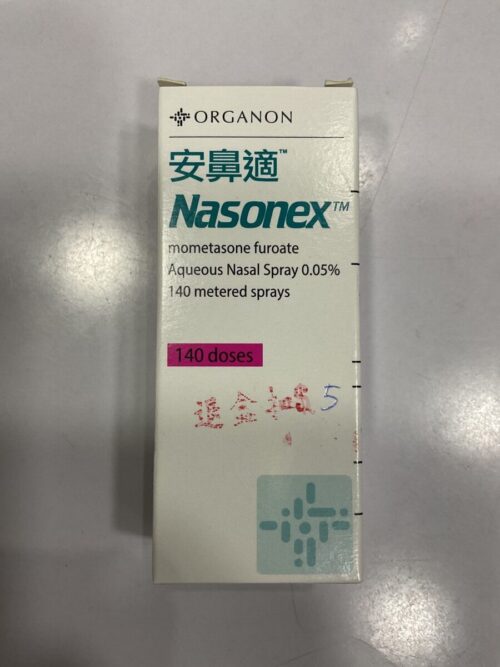 ORGANON
安鼻適™
Nasonex™
mometasone furoate
Aqueous Nasal Spray 0.05%
140 metered sprays
140 doses
5